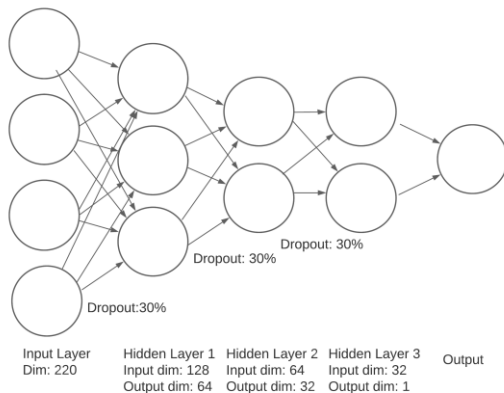 Dropout:30%
Dropout: 30%
Dropout: 30%
Input Layer
Dim: 220
Hidden Layer 1
Input dim: 128
Output dim: 64
Hidden Layer 2
Input dim: 64
Output dim: 32
Hidden Layer 3
Input dim: 32
Output dim: 1
Output